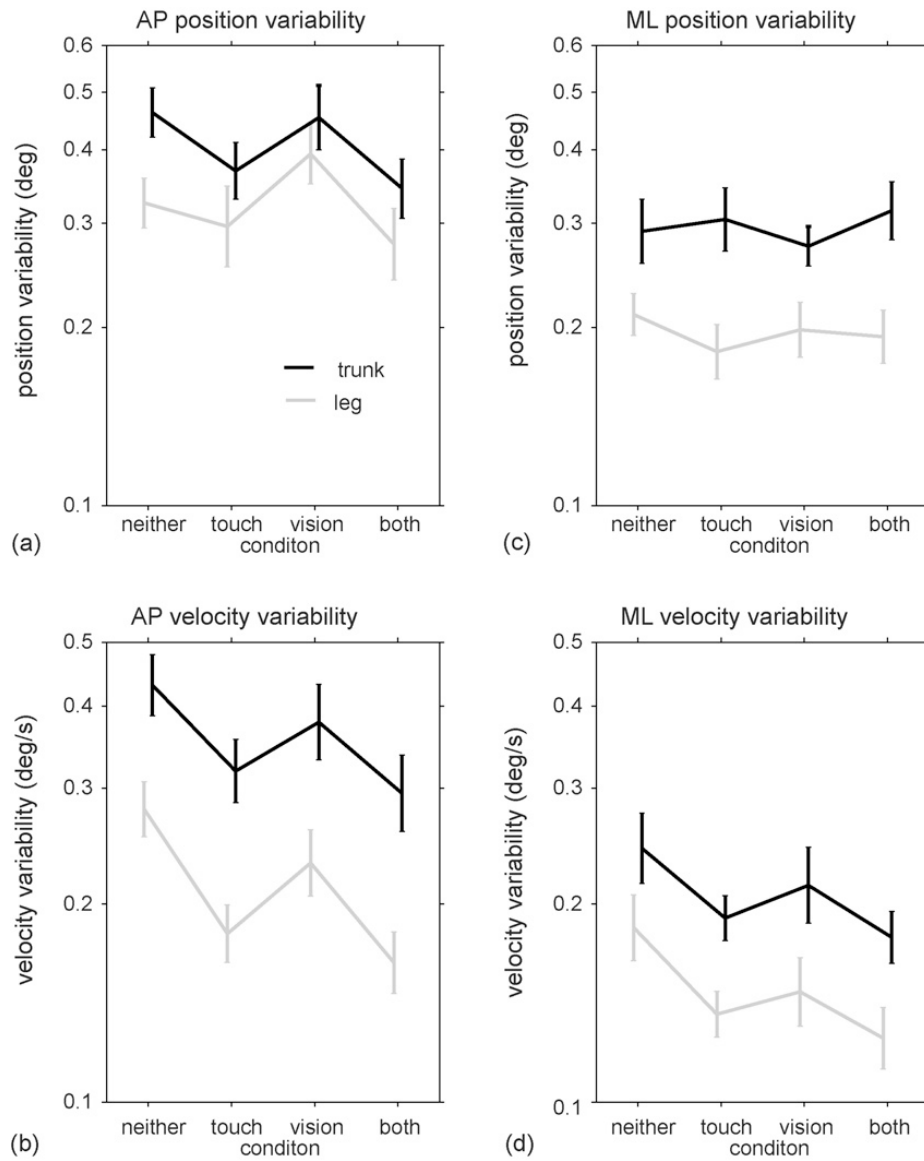 AP position variability
0.6
0.5
0.4
0.3
0.2
0.1
position variability (deg)
trunk
leg
neither touch vision both
conditon
(a)
ML position variability
0.6
0.5
0.4
0.3
0.2
0.1
position variability (deg)
neither touch vision both
conditon
(c)
AP velocity variability
0.5
0.4
0.3
0.2
0.1
velocity variability (deg/s)
neither touch vision both
conditon
(b)
ML velocity variability
0.5
0.4
0.3
0.2
0.1
velocity variability (deg/s)
neither touch vision both
conditon
(d)